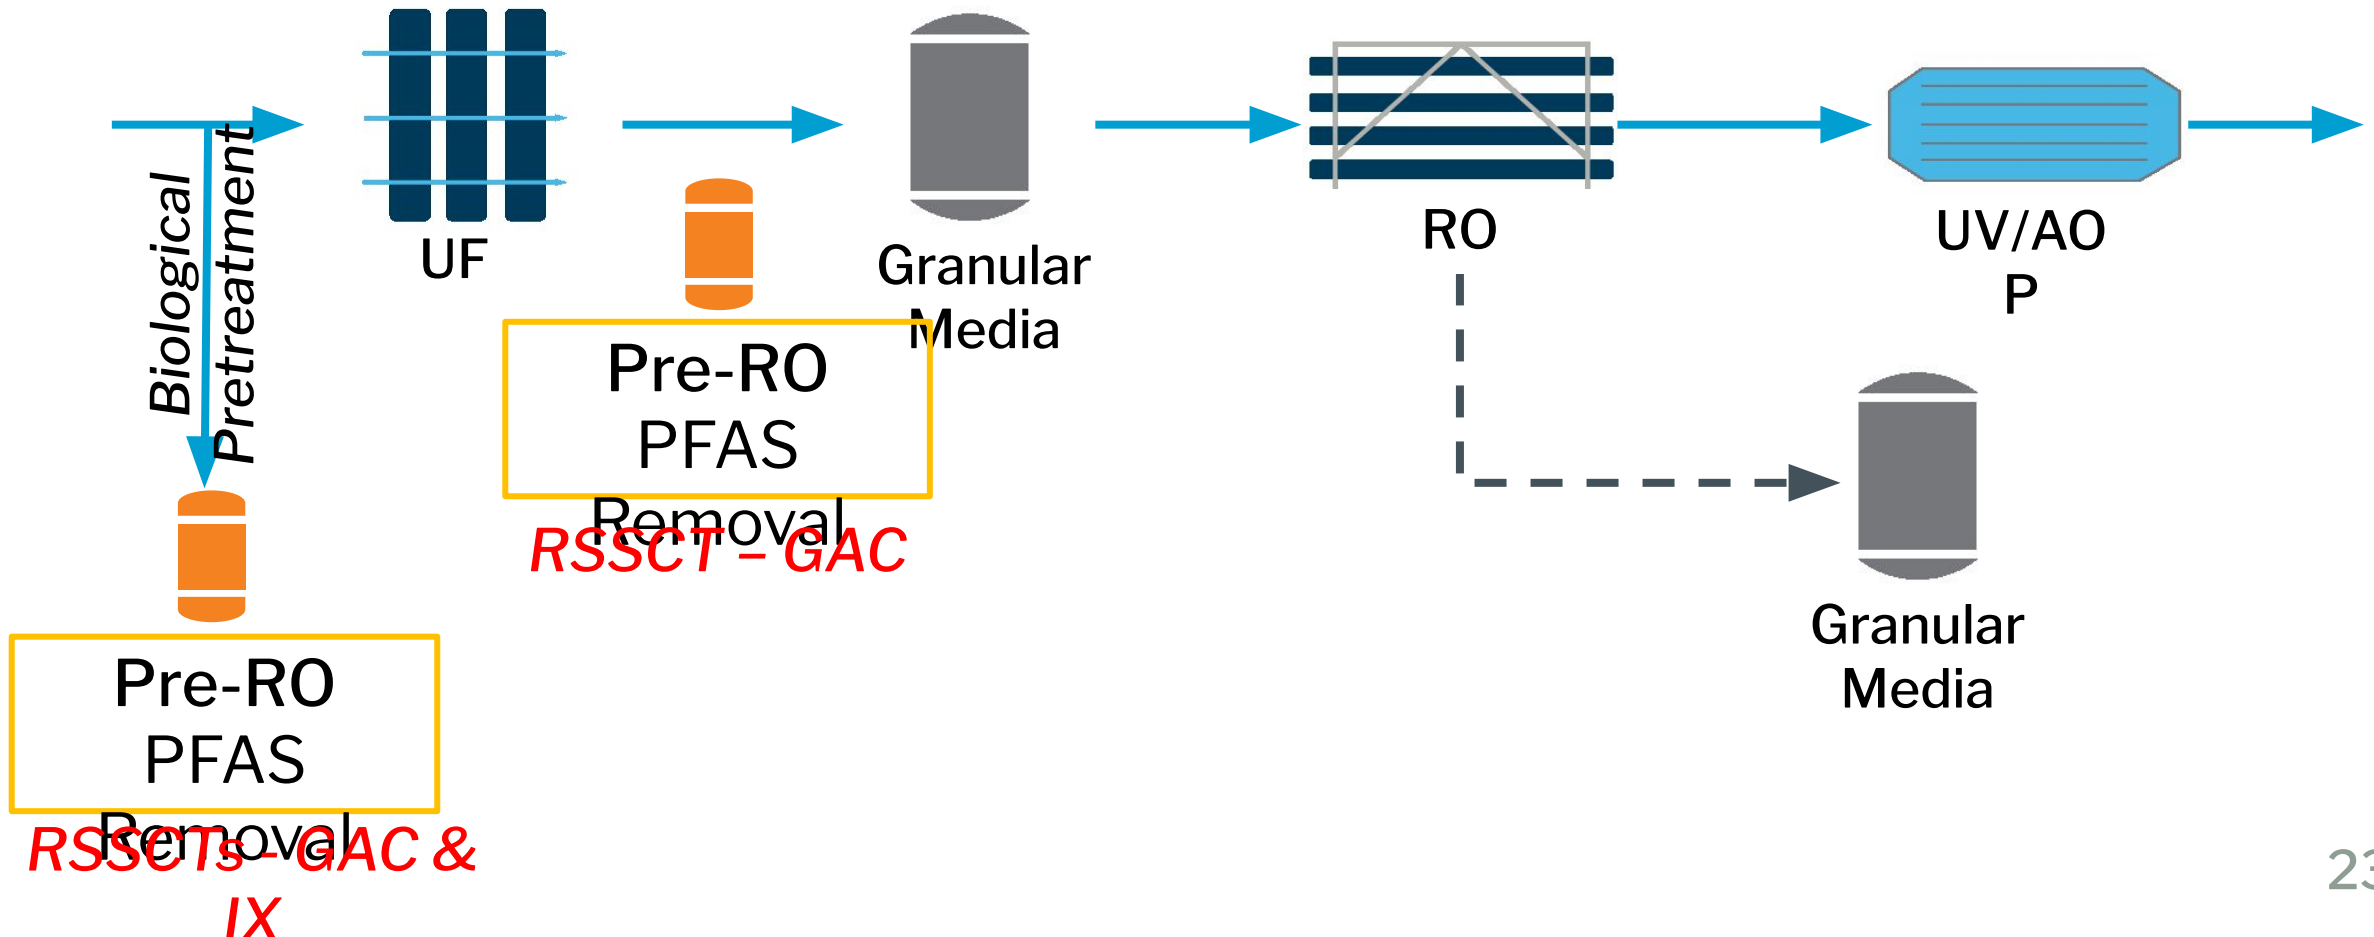 Biological
Pretreatment
UF
Granular
Media
RO
UV/AO
P
Pre-RO
PFAS
Removal
RSSCT – GAC
Granular
Media
Pre-RO
PFAS
Removal
RSSCTs – GAC &
IX
23